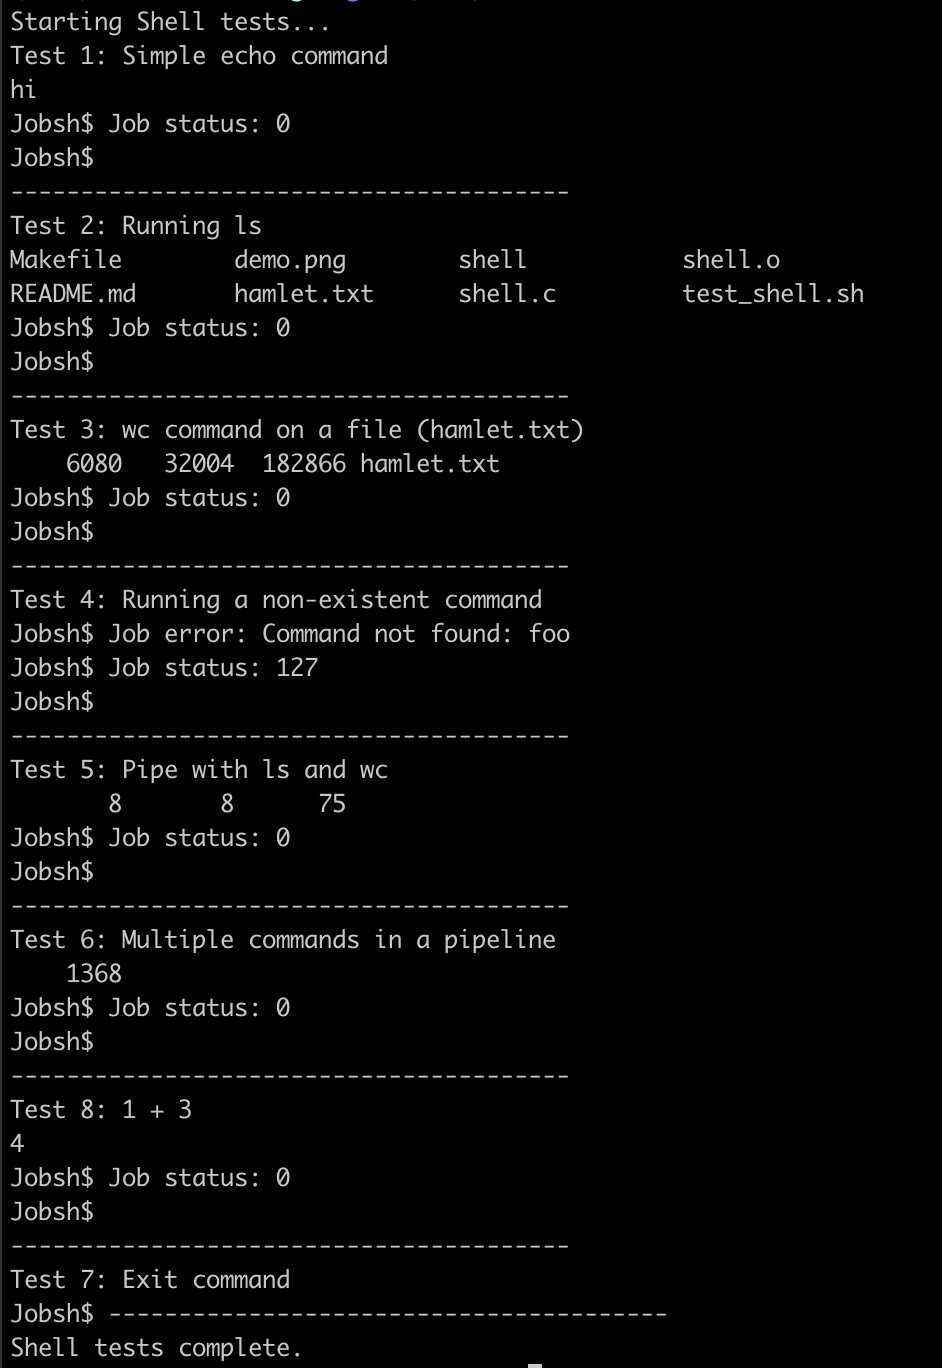 Starting Shell tests...
Test 1: Simple echo command
hi
Jobsh$ Job status: 0
Jobsh$
----------------------------------------
Test 2: Running ls
Makefile        demo.png        shell           shell.o
README.md       hamlet.txt      shell.c         test_shell.sh
Jobsh$ Job status: 0
Jobsh$
----------------------------------------
Test 3: wc command on a file (hamlet.txt)
    6080   32004  182866 hamlet.txt
Jobsh$ Job status: 0
Jobsh$
----------------------------------------
Test 4: Running a non-existent command
Jobsh$ Job error: Command not found: foo
Jobsh$ Job status: 127
Jobsh$
----------------------------------------
Test 5: Pipe with ls and wc
       8       8      75
Jobsh$ Job status: 0
Jobsh$
----------------------------------------
Test 6: Multiple commands in a pipeline
    1368
Jobsh$ Job status: 0
Jobsh$
----------------------------------------
Test 8: 1 + 3
4
Jobsh$ Job status: 0
Jobsh$
----------------------------------------
Test 7: Exit command
Jobsh$ ----------------------------------------
Shell tests complete.